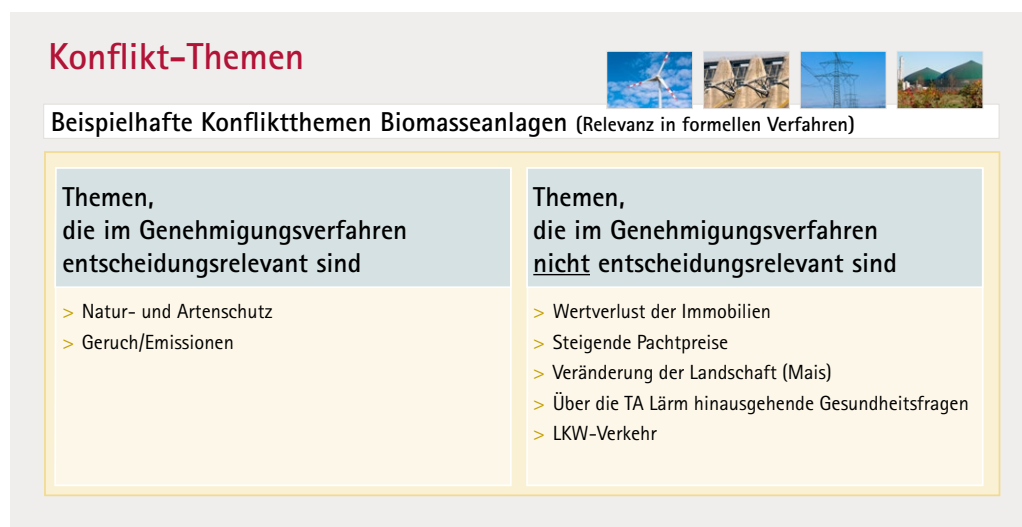 Konflikt-Themen
Beispielhafte Konfliktthemen Biomasseanlagen (Relevanz in formellen Verfahren)
Themen,
die im Genehmigungsverfahren
entscheidungsrelevant sind
> Natur- und Artenschutz
> Geruch/Emissionen
Themen,
die im Genehmigungsverfahren
nicht entscheidungsrelevant sind
> Wertverlust der Immobilien
> Steigende Pachtpreise
> Veränderung der Landschaft (Mais)
> Über die TA Lärm hinausgehende Gesundheitsfragen
> LKW-Verkehr